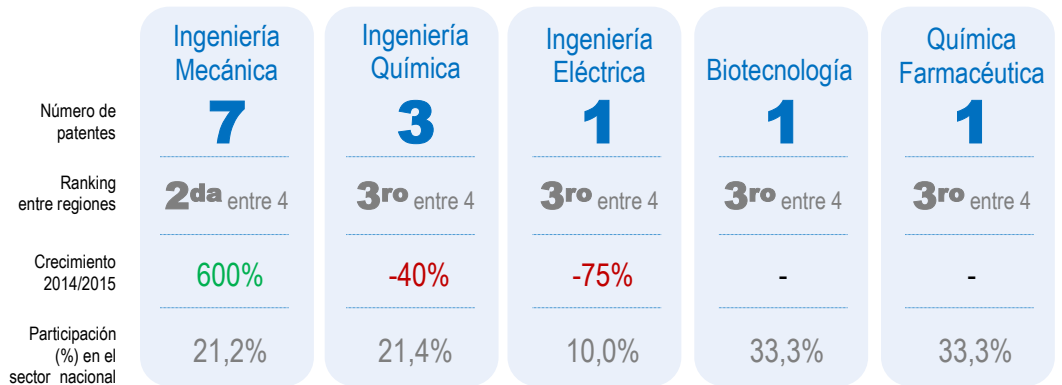 Ingeniería
Mecánica
Ingeniería
Química
Ingeniería
Eléctrica
Biotecnología
Química
Farmacéutica
Número de
patentes
7
3
1
1
1
Ranking
entre regiones
2da entre 4
3ro entre 4
3ro entre 4
3ro entre 4
3ro entre 4
Crecimiento
2014/2015
600%
-40%
-75%
-
-
Participación
(%) en el
sector nacional
21,2%
21,4%
10,0%
33,3%
33,3%